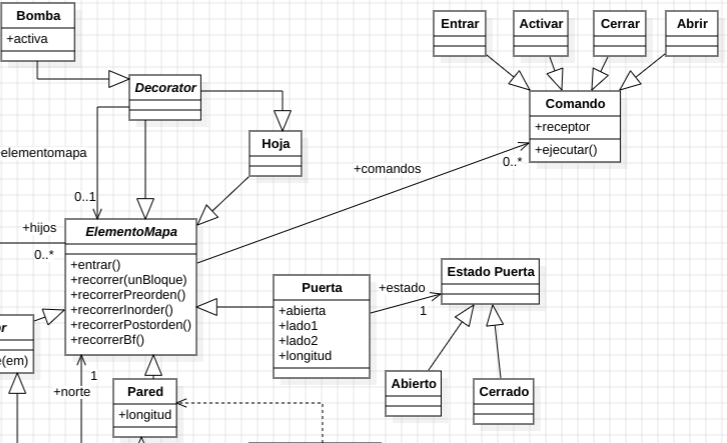 Bomba
+activa
Entrar
Activar
Cerrar
Abrir
Decorator
Comando
+receptor
+ejecutar()
Hoja
elementomapa
+comandos
0..*
0..1
+hijos
0..*
ElementoMapa
+entrar()
+recorrer(unBloque)
+recorrerPreorden()
+recorrerInorder()
+recorrerPostorden()
+recorrerBf()
Puerta
+abierta
+lado1
+lado2
+longitud
+estado
1
Estado Puerta
or
e(em)
1
+norte
Pared
+longitud
Abierto
Cerrado